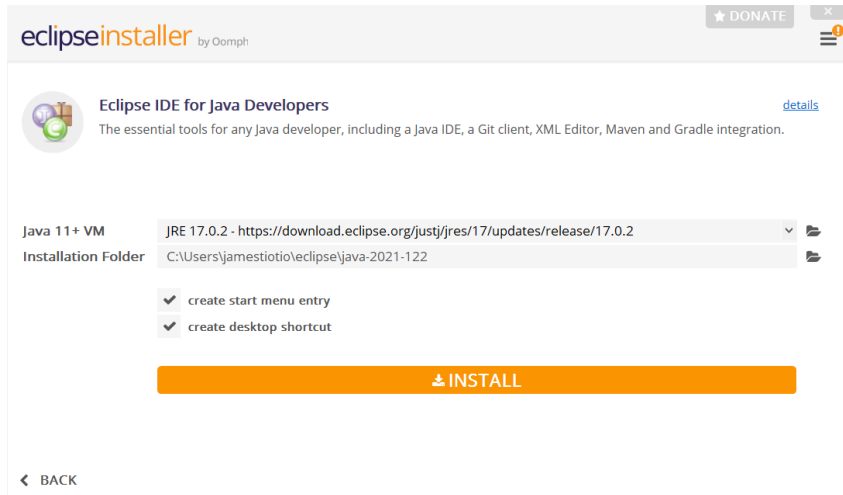 ★ DONATE
eclipseinstaller by Oomph
Eclipse IDE for Java Developers details
The essential tools for any Java developer, including a Java IDE, a Git client, XML Editor, Maven and Gradle integration.
Java 11+ VM JRE 17.0.2 - https://download.eclipse.org/justj/jres/17/updates/release/17.0.2
Installation Folder C:\Users\jamestiotio\eclipse\java-2021-122
create start menu entry
create desktop shortcut
INSTALL
BACK